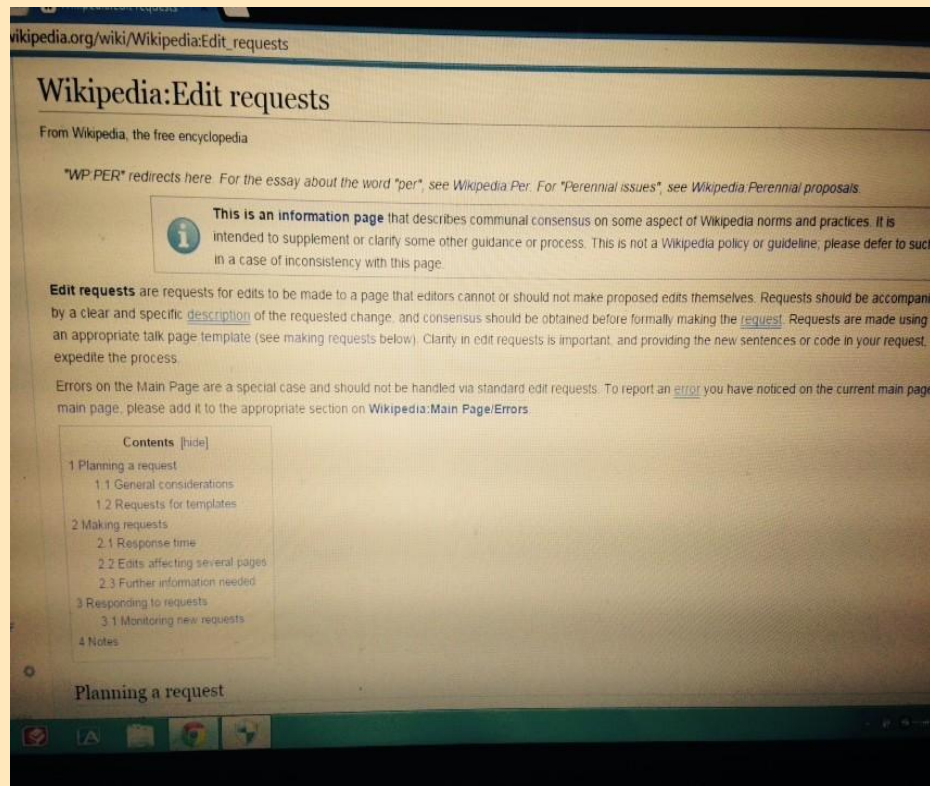 vikipedia.org/wiki/Wikipedia:Edit_requests
Wikipedia:Edit requests
From Wikipedia, the free encyclopedia
"WP:PER" redirects here. For the essay about the word "per", see Wikipedia:Per. For "Perennial issues", see Wikipedia:Perennial proposals.
This is an information page that describes communal consensus on some aspect of Wikipedia norms and practices. It is
intended to supplement or clarify some other guidance or process. This is not a Wikipedia policy or guideline; please defer to such
in a case of inconsistency with this page.
Edit requests are requests for edits to be made to a page that editors cannot or should not make proposed edits themselves. Requests should be accompani
by a clear and specific description of the requested change, and consensus should be obtained before formally making the request. Requests are made using
an appropriate talk page template (see making requests below). Clarity in edit requests is important, and providing the new sentences or code in your request,
expedite the process.
Errors on the Main Page are a special case and should not be handled via standard edit requests. To report an error you have noticed on the current main page
main page, please add it to the appropriate section on Wikipedia:Main Page/Errors.
Contents [hide]
1 Planning a request
1.1 General considerations
1.2 Requests for templates
2 Making requests
2.1 Response time
2.2 Edits affecting several pages
2.3 Further information needed
3 Responding to requests
3.1 Monitoring new requests
4 Notes
Planning a request